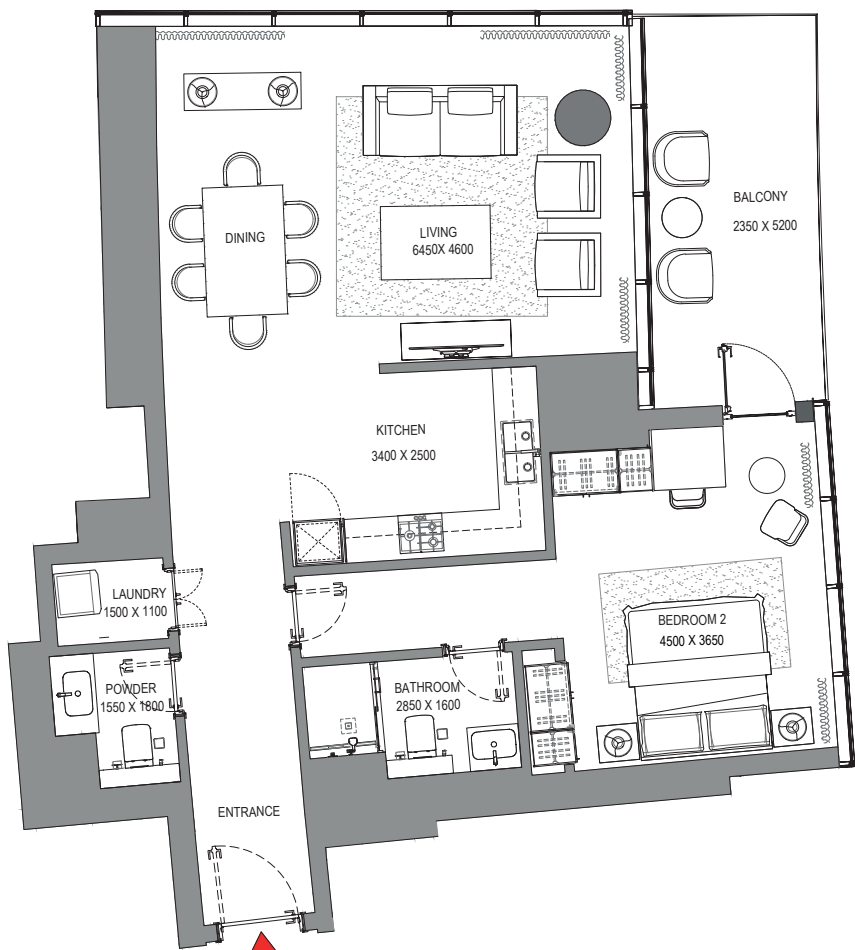 BALCONY
2350 X 5200
DINING
LIVING
6450X 4600
KITCHEN
3400 X 2500
LAUNDRY
1500 X 1100
BEDROOM 2
4500 X 3650
POWDER
1550 X 1800
BATHROOM
2850 X 1600
ENTRANCE